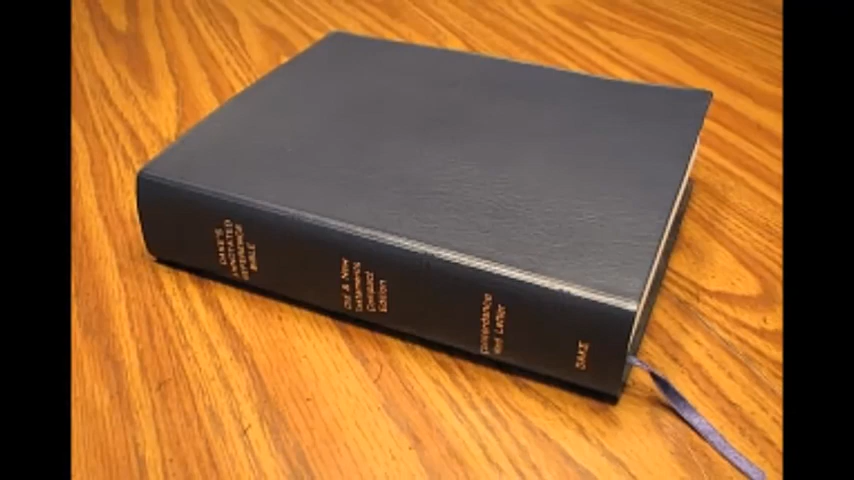 DAKE'S
ANNOTATED
REFERENCE
BIBLE
Old & New
Testaments
Compact
Edition
Concordance
Red Letter
DAKE